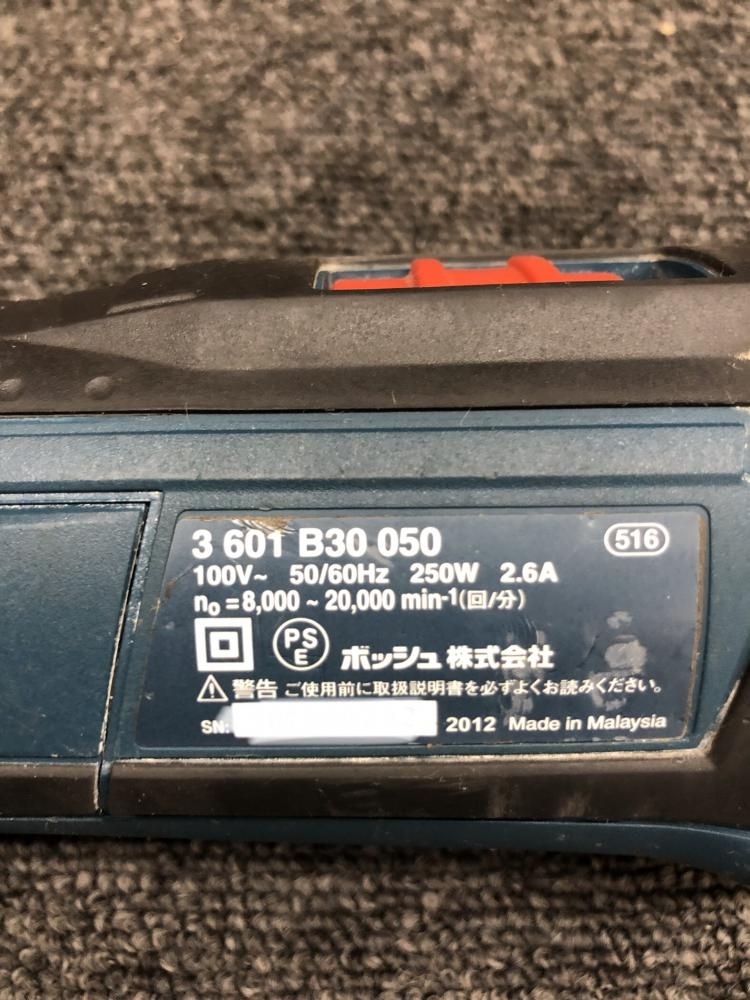 3 601 B30 050 516
100V~ 50/60Hz 250W 2.6A
n₀ = 8,000 ~ 20,000 min⁻¹(回/分)
PS
E
ボッシュ株式会社
⚠ 警告 ご使用前に取扱説明書を必ずよくお読みください。
SN: 2012 Made in Malaysia